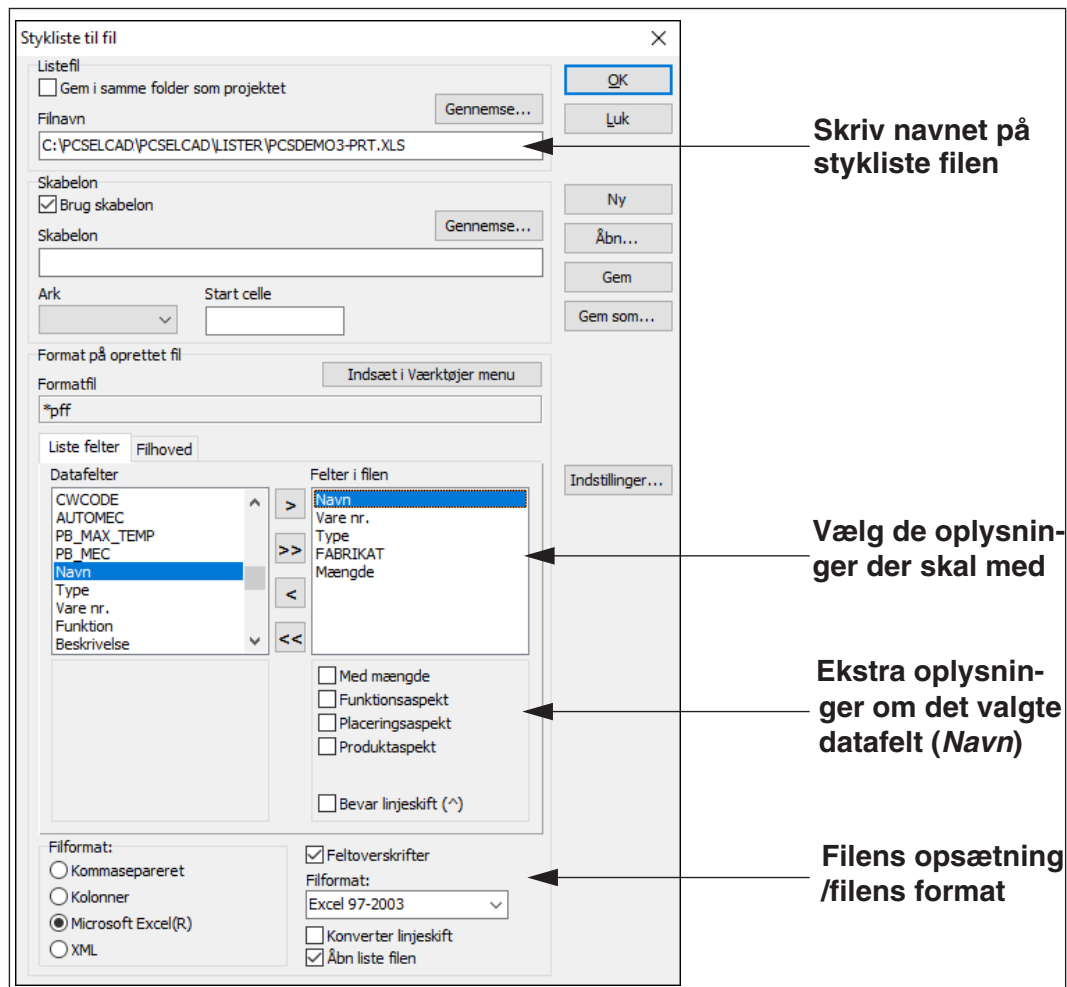 Stykliste til fil
Listefil
Gem i samme folder som projektet
Gennemse...
Filnavn
C:\PCSELCAD\PCSELCAD\LISTER\PCSDEMO3-PRT.XLS
OK
Luk
Skriv navnet på
stykliste filen
Skabelon
Brug skabelon
Gennemse...
Skabelon
Ark
Start celle
Ny
Åbn...
Gem
Gem som...
Format på oprettet fil
Indsæt i Værktøjer menu
Formatfil
*pff
Liste felter
Filhoved
Indstillinger...
Datafelter
CWCODE
AUTOMEC
PB_MAX_TEMP
PB_MEC
Navn
Type
Vare nr.
Funktion
Beskrivelse
>
>>
<
<<
Felter i filen
Navn
Vare nr.
Type
FABRIKAT
Mængde
Vælg de oplysnin-
ger der skal med
Med mængde
Funktionsaspekt
Placeringsaspekt
Produktaspekt
Bevar linjeskift (^)
Ekstra oplysnin-
ger om det valgte
datafelt (Navn)
Filformat:
Kommasepareret
Kolonner
Microsoft Excel(R)
XML
Feltoverskrifter
Filformat:
Excel 97-2003
Konverter linjeskift
Åbn liste filen
Filens opsætning
/filens format